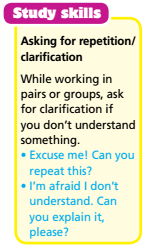 Study skills
Asking for repetition/
clarification
While working in
pairs or groups, ask
for clarification if
you don't understand
something.
• Excuse me! Can you
repeat this?
• I'm afraid I don't
understand. Can
you explain it,
please?